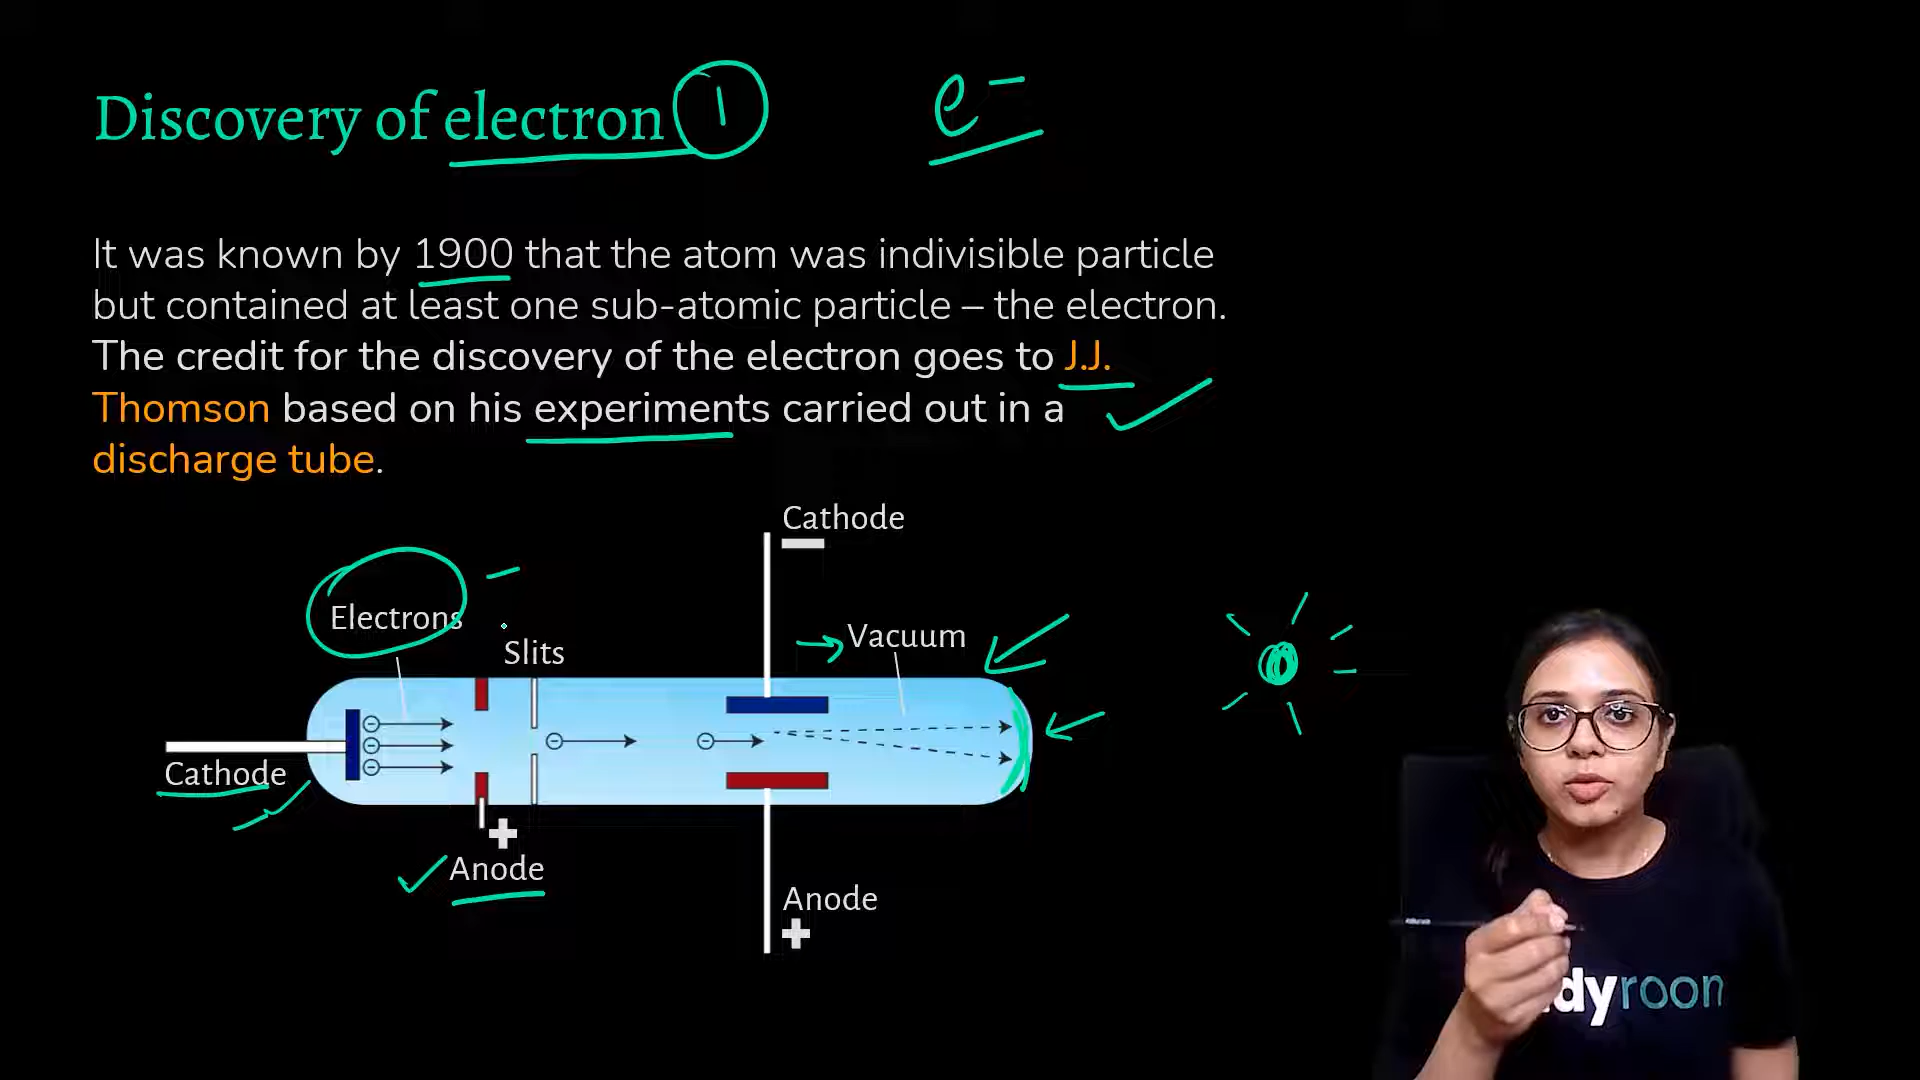 Discovery of electron 1
e⁻
It was known by 1900 that the atom was indivisible particle
but contained at least one sub-atomic particle – the electron.
The credit for the discovery of the electron goes to J.J.
Thomson based on his experiments carried out in a
discharge tube.
Cathode
Electrons
Slits
Vacuum
Cathode
Anode
Anode
dyroon